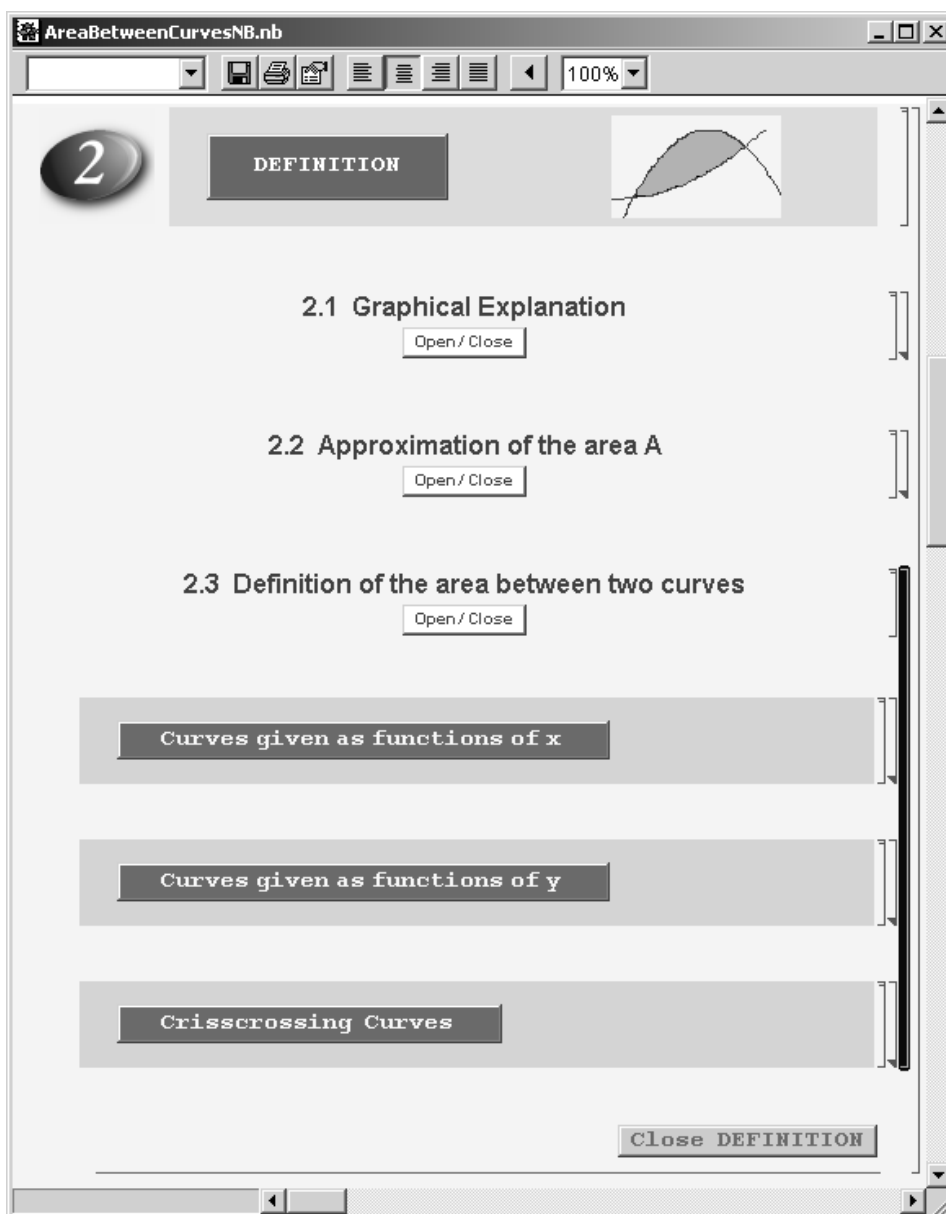 AreaBetweenCurvesNB.nb
100%
2
DEFINITION
2.1 Graphical Explanation
Open/Close
2.2 Approximation of the area A
Open/Close
2.3 Definition of the area between two curves
Open/Close
Curves given as functions of x
Curves given as functions of y
Crisscrossing Curves
Close DEFINITION